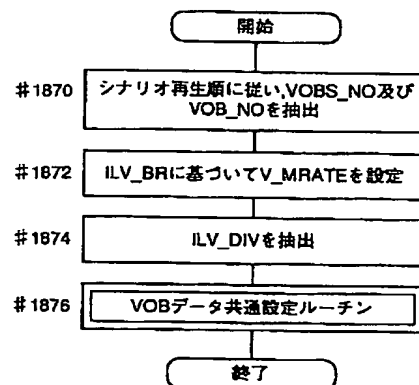 開始
#1870
シナリオ再生順に従い,VOBS_NO及び
VOB_NOを抽出
#1872
ILV_BRに基づいてV_MRATEを設定
#1874
ILV_DIVを抽出
#1876
VOBデータ共通設定ルーチン
終了